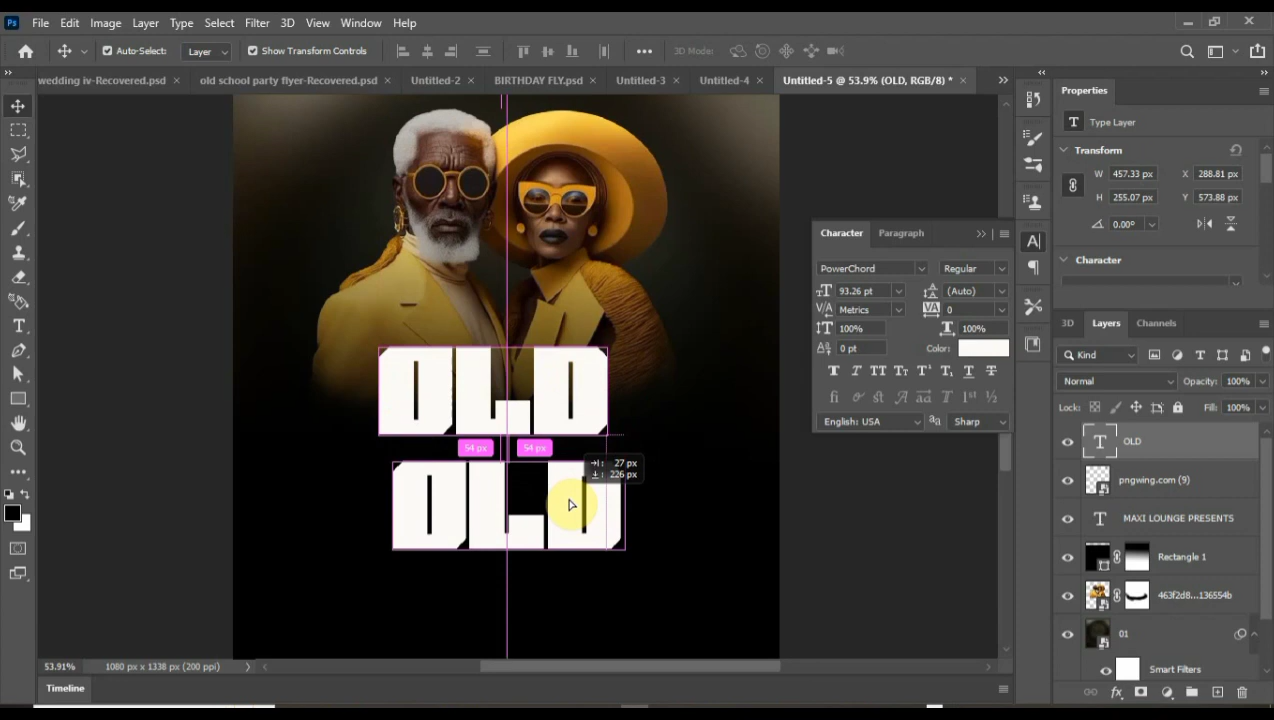 Ps File Edit Image Layer Type Select Filter 3D View Window Help
Auto-Select: Layer Show Transform Controls 3D Mode:
wedding iv-Recovered.psd × old school party flyer-Recovered.psd × Untitled-2 × BIRTHDAY FLY.psd × Untitled-3 × Untitled-4 × Untitled-5 @ 53.9% (OLD, RGB/8) * ×
Properties
Type Layer
Transform
W 457.33 px X 288.81 px
H 255.07 px Y 573.88 px
0.00°
Character
Character Paragraph
PowerChord Regular
93.26 pt (Auto)
Metrics 0
100% 100%
0 pt Color:
English: USA Sharp
OLD
54 px 54 px
27 px
226 px
OLD
3D Layers Channels
Kind
Normal Opacity: 100%
Lock: Fill: 100%
OLD
pngwing.com (9)
MAXI LOUNGE PRESENTS
Rectangle 1
463f2d8...136554b
01
Smart Filters
53.91% 1080 px x 1338 px (200 ppi)
Timeline